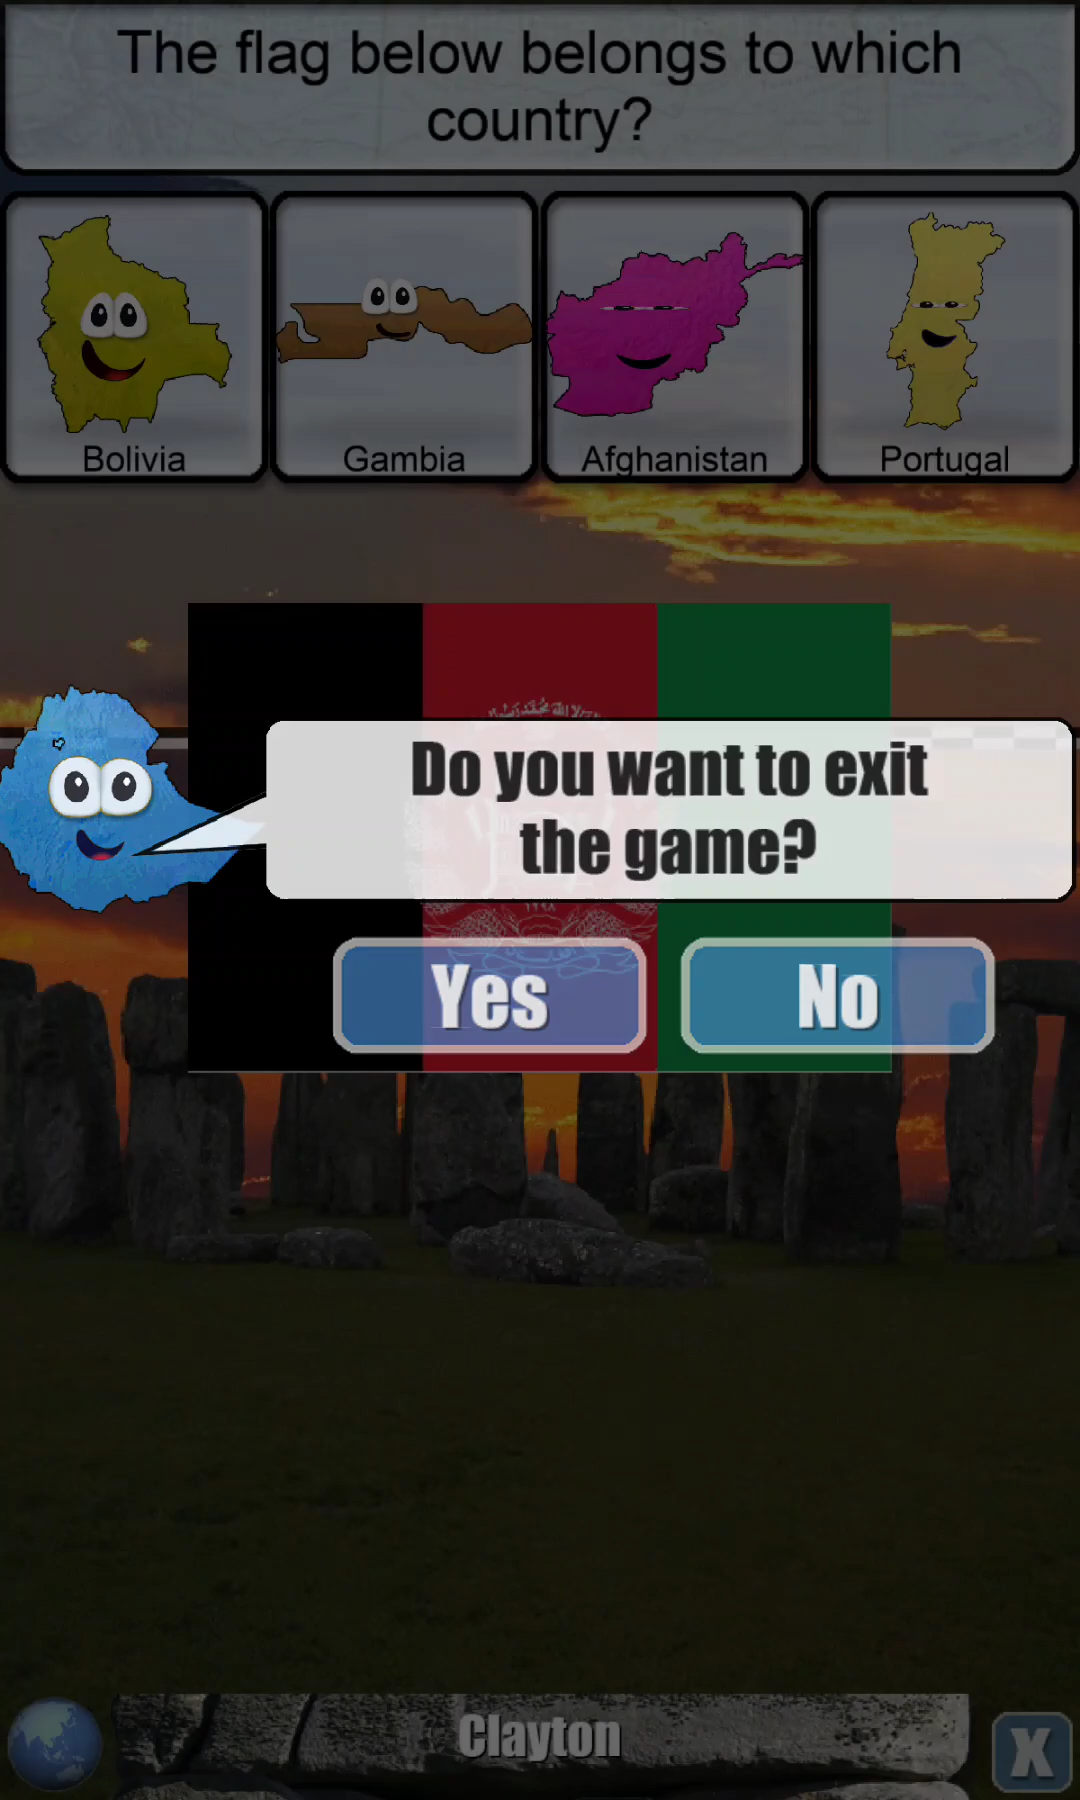 The flag below belongs to which
country?
Bolivia Gambia Afghanistan Portugal
Do you want to exit
the game?
Yes No
Clayton
X